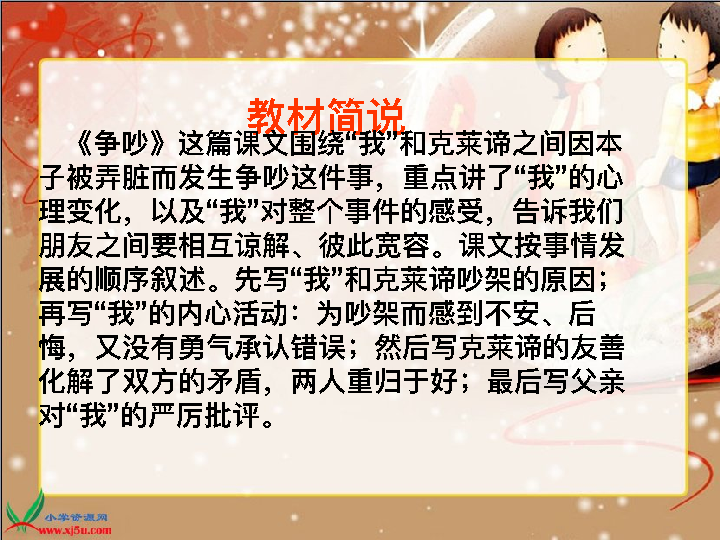 教材简说
《争吵》这篇课文围绕“我”和克莱谛之间因本
子被弄脏而发生争吵这件事，重点讲了“我”的心
理变化，以及“我”对整个事件的感受，告诉我们
朋友之间要相互谅解、彼此宽容。课文按事情发
展的顺序叙述。先写“我”和克莱谛吵架的原因；
再写“我”的内心活动：为吵架而感到不安、后
悔，又没有勇气承认错误；然后写克莱谛的友善
化解了双方的矛盾，两人重归于好；最后写父亲
对“我”的严厉批评。
小学资源网
www.xj5u.com